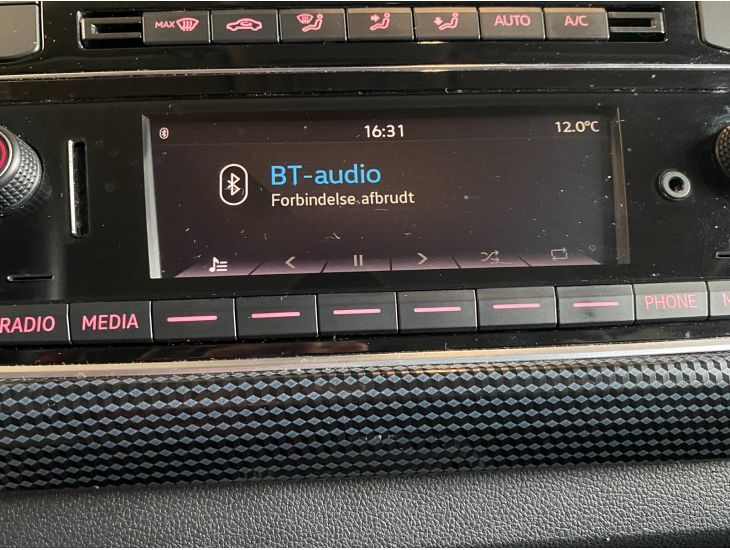 MAX
AUTO
A/C
16:31
12.0°C
BT-audio
Forbindelse afbrudt
RADIO
MEDIA
PHONE